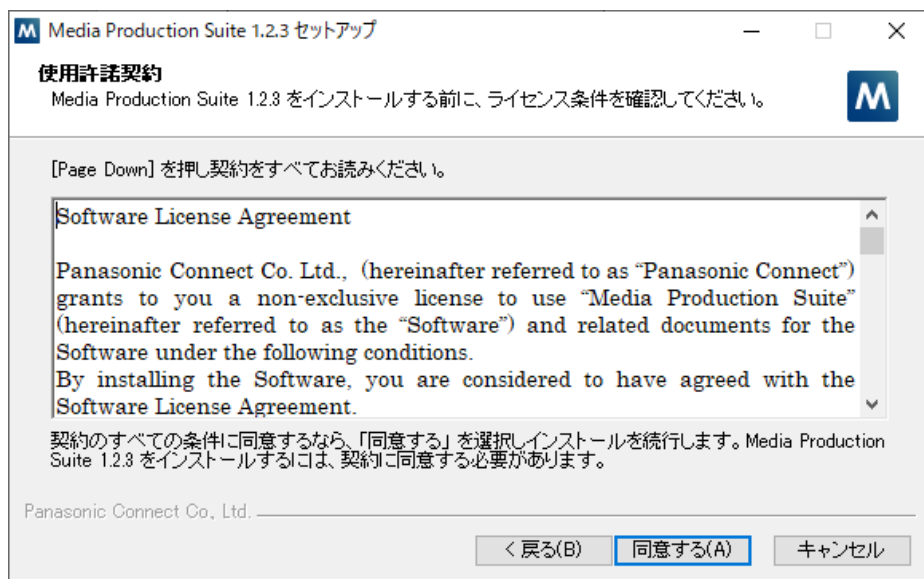 Media Production Suite 1.2.3 セットアップ
使用許諾契約
Media Production Suite 1.2.3 をインストールする前に、ライセンス条件を確認してください。
M
[Page Down] を押し契約をすべてお読みください。
Software License Agreement
Panasonic Connect Co. Ltd., (hereinafter referred to as “Panasonic Connect”)
grants to you a non-exclusive license to use “Media Production Suite”
(hereinafter referred to as the “Software”) and related documents for the
Software under the following conditions.
By installing the Software, you are considered to have agreed with the
Software License Agreement.
契約のすべての条件に同意するなら、「同意する」 を選択しインストールを続行します。Media Production
Suite 1.2.3 をインストールするには、契約に同意する必要があります。
Panasonic Connect Co., Ltd.
< 戻る(B)
同意する(A)
キャンセル